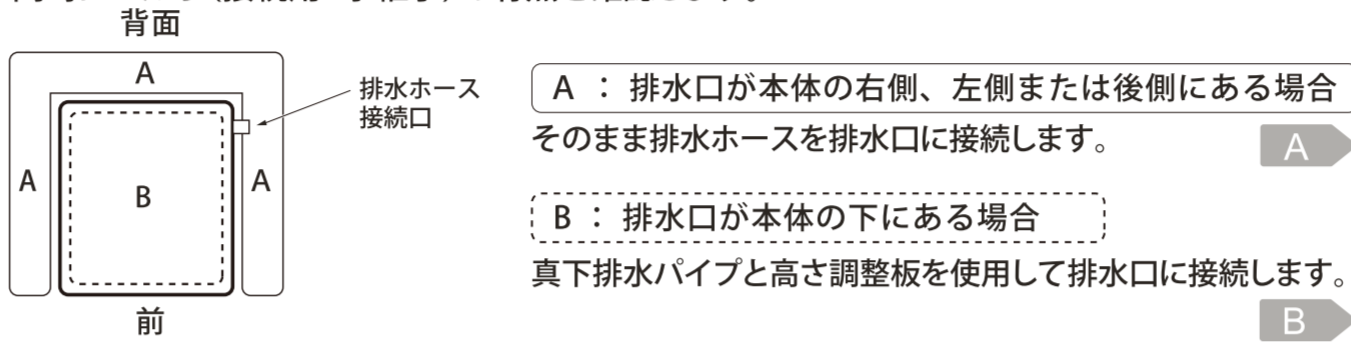 背面
A
A
B
A
前
排水ホース
接続口
A ： 排水口が本体の右側、左側または後側にある場合
そのまま排水ホースを排水口に接続します。
A
B ： 排水口が本体の下にある場合
真下排水パイプと高さ調整板を使用して排水口に接続します。
B